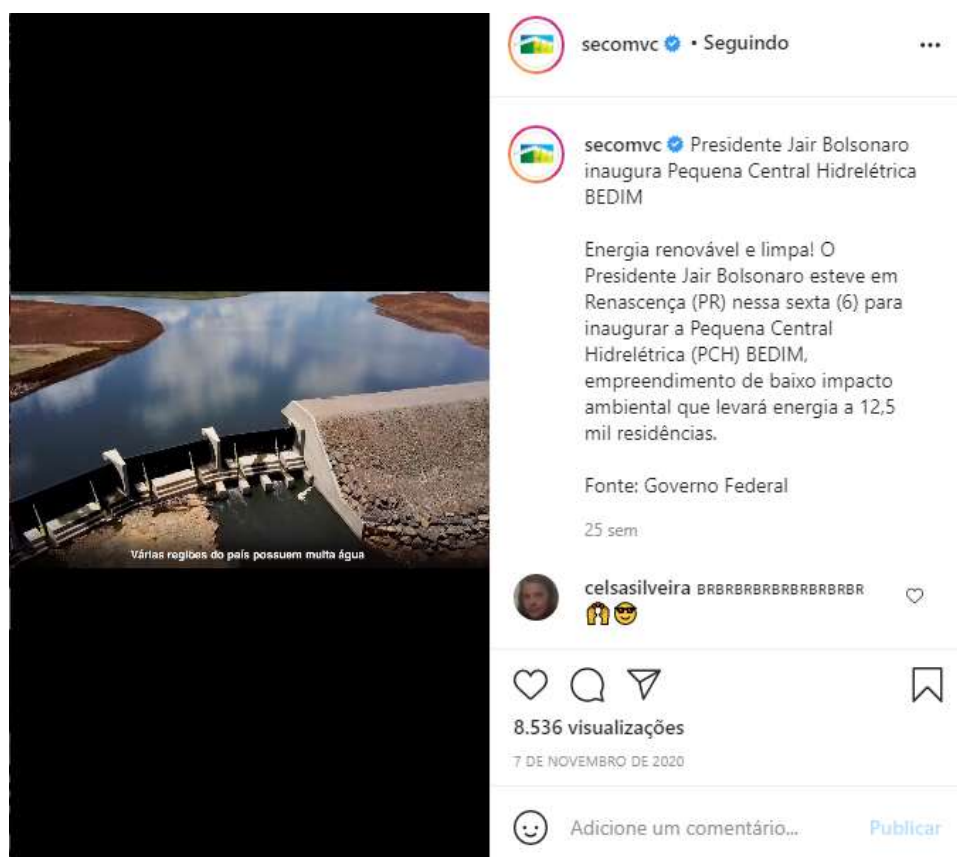 secomvc • Seguindo
secomvc Presidente Jair Bolsonaro
inaugura Pequena Central Hidrelétrica
BEDIM
Energia renovável e limpa! O
Presidente Jair Bolsonaro esteve em
Renascença (PR) nessa sexta (6) para
inaugurar a Pequena Central
Hidrelétrica (PCH) BEDIM,
empreendimento de baixo impacto
ambiental que levará energia a 12,5
mil residências.
Fonte: Governo Federal
25 sem
Várias regiões do país possuem muita água
celsasilveira BRBRBRBRBRBRBRBRBR
🙌😎
8.536 visualizações
7 DE NOVEMBRO DE 2020
Adicione um comentário... Publicar